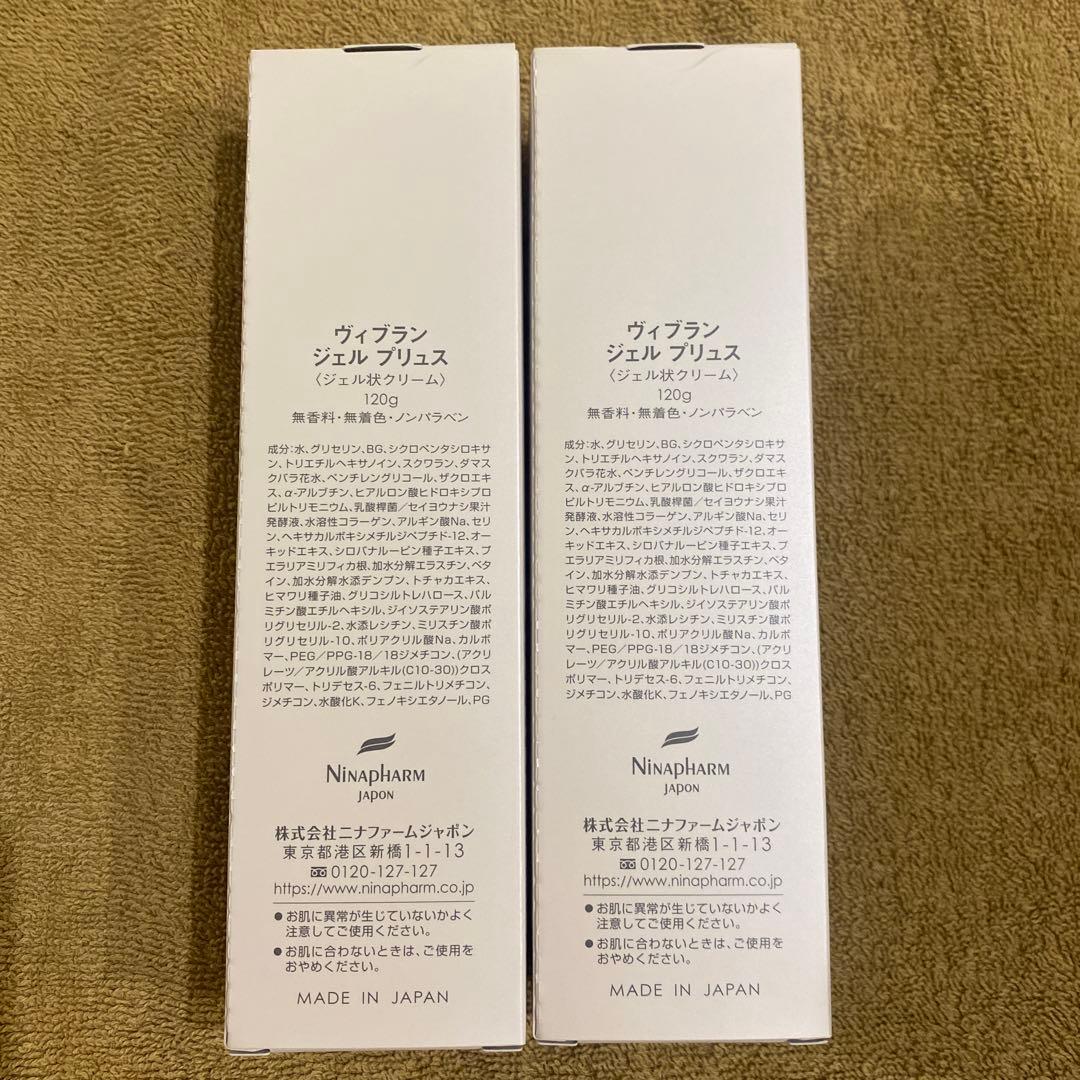 ヴィブラン
ジェル プリュス
〈ジェル状クリーム〉
120g
無香料・無着色・ノンパラベン
成分:水、グリセリン、BG、シクロペンタシロキサ
ン、トリエチルヘキサノイン、スクワラン、ダマス
クバラ花水、ペンチレングリコール、ザクロエキ
ス、α-アルブチン、ヒアルロン酸ヒドロキシプロ
ピルトリモニウム、乳酸桿菌/セイヨウナシ果汁
発酵液、水溶性コラーゲン、アルギン酸Na、セリ
ン、ヘキサカルボキシメチルジペプチド-12、オー
キッドエキス、シロバナルーピン種子エキス、プ
エラリアミリフィカ根、加水分解エラスチン、ベタ
イン、加水分解水添デンプン、トチャカエキス、
ヒマワリ種子油、グリコシルトレハロース、パル
ミチン酸エチルヘキシル、ジイソステアリン酸ポ
リグリセリル-2、水添レシチン、ミリスチン酸ポ
リグリセリル-10、ポリアクリル酸Na、カルボ
マー、PEG/PPG-18/18ジメチコン、(アクリ
レーツ/アクリル酸アルキル(C10-30))クロス
ポリマー、トリデセス-6、フェニルトリメチコン、
ジメチコン、水酸化K、フェノキシエタノール、PG
NINAPHARM
JAPON
株式会社ニナファームジャポン
東京都港区新橋1-1-13
0120-127-127
https://www.ninapharm.co.jp
●お肌に異常が生じていないかよく
注意してご使用ください。
●お肌に合わないときは、ご使用を
おやめください。
MADE IN JAPAN
ヴィブラン
ジェル プリュス
〈ジェル状クリーム〉
120g
無香料・無着色・ノンパラベン
成分:水、グリセリン、BG、シクロペンタシロキサ
ン、トリエチルヘキサノイン、スクワラン、ダマス
クバラ花水、ペンチレングリコール、ザクロエキ
ス、α-アルブチン、ヒアルロン酸ヒドロキシプロ
ピルトリモニウム、乳酸桿菌/セイヨウナシ果汁
発酵液、水溶性コラーゲン、アルギン酸Na、セリ
ン、ヘキサカルボキシメチルジペプチド-12、オー
キッドエキス、シロバナルーピン種子エキス、プ
エラリアミリフィカ根、加水分解エラスチン、ベタ
イン、加水分解水添デンプン、トチャカエキス、
ヒマワリ種子油、グリコシルトレハロース、パル
ミチン酸エチルヘキシル、ジイソステアリン酸ポ
リグリセリル-2、水添レシチン、ミリスチン酸ポ
リグリセリル-10、ポリアクリル酸Na、カルボ
マー、PEG/PPG-18/18ジメチコン、(アクリ
レーツ/アクリル酸アルキル(C10-30))クロス
ポリマー、トリデセス-6、フェニルトリメチコン、
ジメチコン、水酸化K、フェノキシエタノール、PG
NINAPHARM
JAPON
株式会社ニナファームジャポン
東京都港区新橋1-1-13
0120-127-127
https://www.ninapharm.co.jp
●お肌に異常が生じていないかよく
注意してご使用ください。
●お肌に合わないときは、ご使用を
おやめください。
MADE IN JAPAN